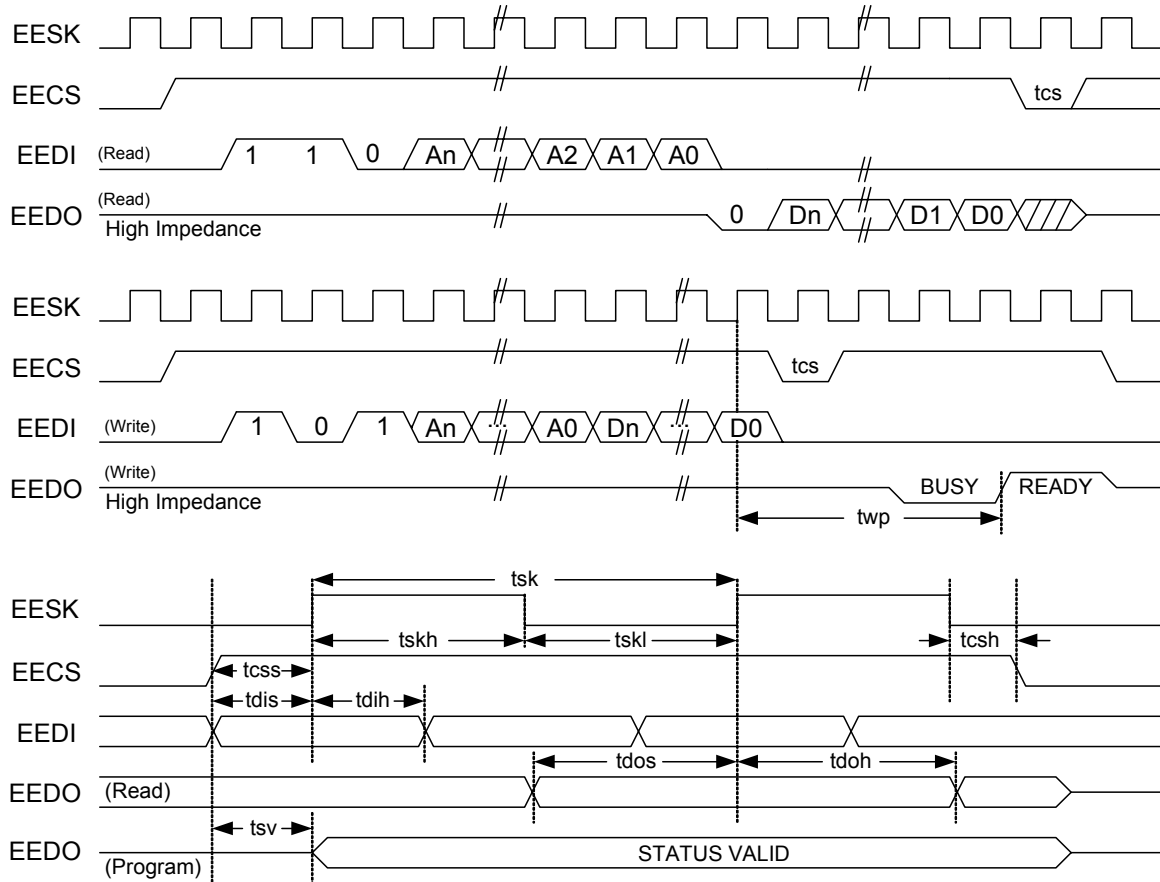 EESK
EECS tcs
EEDI (Read) 1 1 0 An A2 A1 A0
EEDO (Read) High Impedance 0 Dn D1 D0
EESK
EECS tcs
EEDI (Write) 1 0 1 An ... A0 Dn ... D0
EEDO (Write) High Impedance BUSY READY
twp
tsk
EESK
tskh tskl tcsh
EECS tcss
tdis tdih
EEDI
tdos tdoh
EEDO (Read)
tsv
EEDO (Program) STATUS VALID